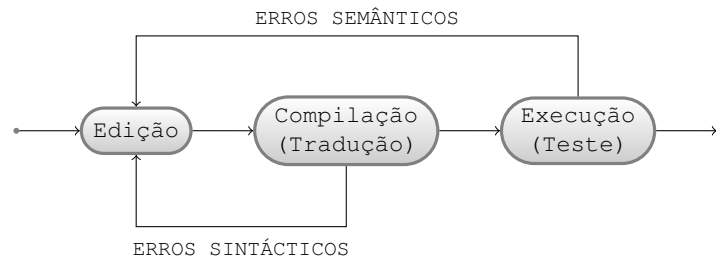 ERROS SEMÂNTICOS
Edição
Compilação
(Tradução)
Execução
(Teste)
ERROS SINTÁCTICOS